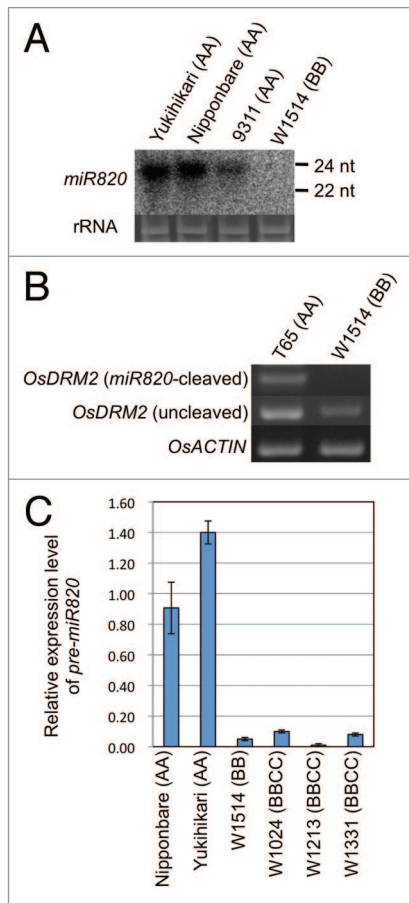 A
Yukihikari (AA)
Nipponbare (AA)
9311 (AA)
W1514 (BB)
miR820
24 nt
22 nt
rRNA
B
T65 (AA)
W1514 (BB)
OsDRM2 (miR820-cleaved)
OsDRM2 (uncleaved)
OsACTIN
C
Relative expression level
of pre-miR820
1.60
1.40
1.20
1.00
0.80
0.60
0.40
0.20
0.00
Nipponbare (AA)
Yukihikari (AA)
W1514 (BB)
W1024 (BBCC)
W1213 (BBCC)
W1331 (BBCC)